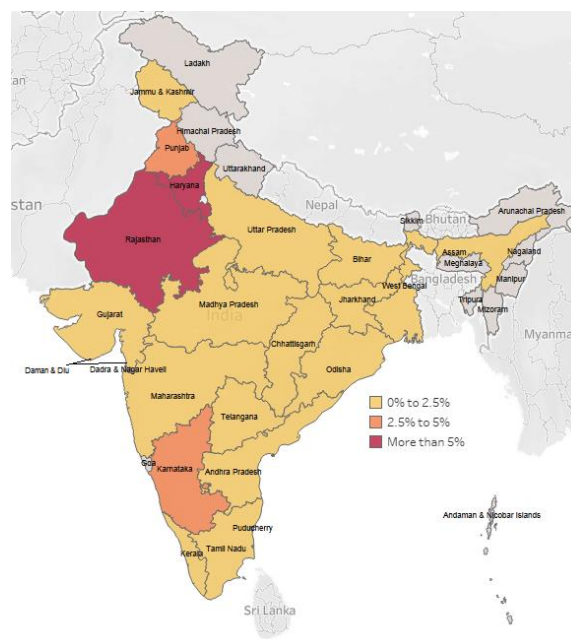 Ladakh
Jammu & Kashmir
Himachal Pradesh
Punjab
Uttarakhand
Haryana
stan
Nepal
Arunachal Pradesh
Sikkim
Bhutan
Rajasthan
Uttar Pradesh
Assam
Nagaland
Bihar
Meghalaya
Bangladesh
Manipur
West Bengal
Jharkhand
Tripura
Mizoram
Madhya Pradesh
Gujarat
India
Myanma
Chhattisgarh
Daman & Diu
Dadra & Nagar Haveli
Odisha
Maharashtra
0% to 2.5%
Telangana
2.5% to 5%
More than 5%
Goa
Karnataka
Andhra Pradesh
Andaman & Nicobar Islands
Puducherry
Kerala
Tamil Nadu
Sri Lanka